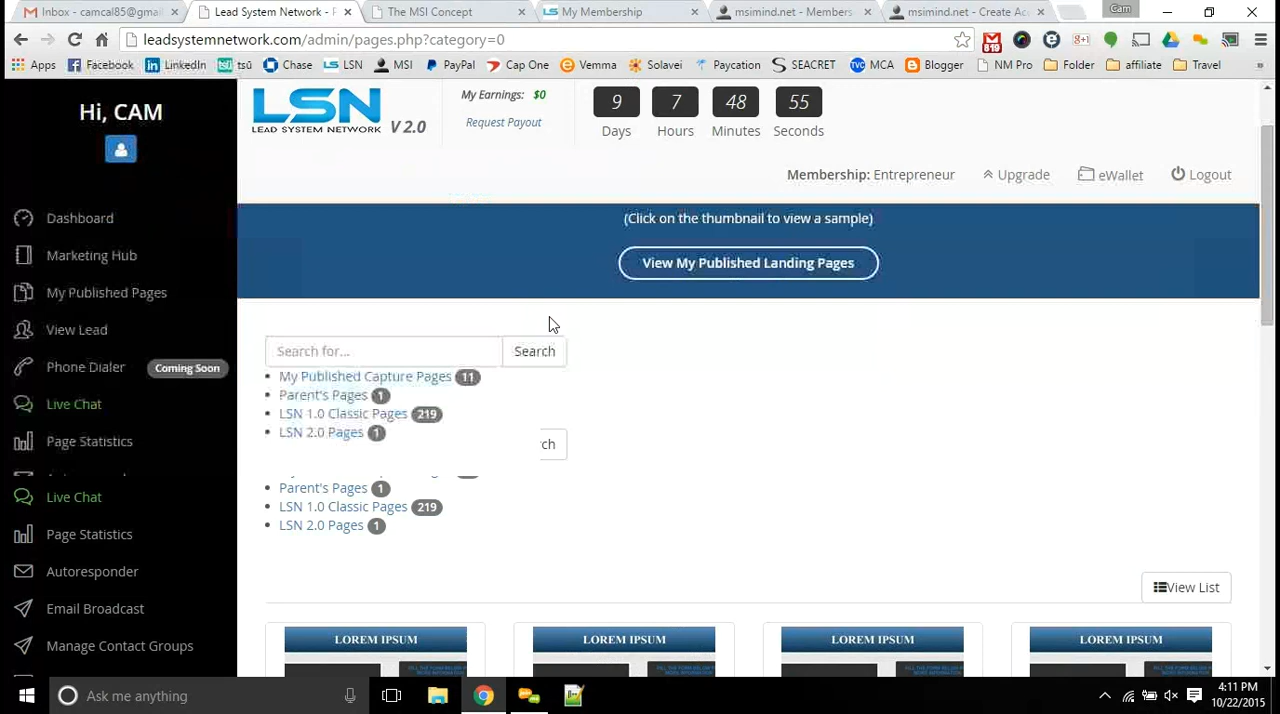 Inbox - camcal85@gmai
Lead System Network - P
The MSI Concept
My Membership
msimind.net - Members
msimind.net - Create Acc
Cam
leadsystemnetwork.com/admin/pages.php?category=0
819
Apps
Facebook
LinkedIn
tsū
Chase
LSN
MSI
PayPal
Cap One
Vemma
Solavei
Paycation
SEACRET
MCA
Blogger
NM Pro
Folder
affiliate
Travel
»
Hi, CAM
LSN
LEAD SYSTEM NETWORK
V 2.0
My Earnings: $0
Request Payout
9 7 48 55
Days Hours Minutes Seconds
Membership: Entrepreneur
Upgrade
eWallet
Logout
Dashboard
Marketing Hub
My Published Pages
View Lead
Phone Dialer
Coming Soon
Live Chat
Page Statistics
Live Chat
Page Statistics
Autoresponder
Email Broadcast
Manage Contact Groups
(Click on the thumbnail to view a sample)
View My Published Landing Pages
Search for...
Search
My Published Capture Pages 11
Parent's Pages 1
LSN 1.0 Classic Pages 219
LSN 2.0 Pages 1
rch
Parent's Pages 1
LSN 1.0 Classic Pages 219
LSN 2.0 Pages 1
View List
LOREM IPSUM
LOREM IPSUM
LOREM IPSUM
LOREM IPSUM
Ask me anything
4:11 PM
10/22/2015